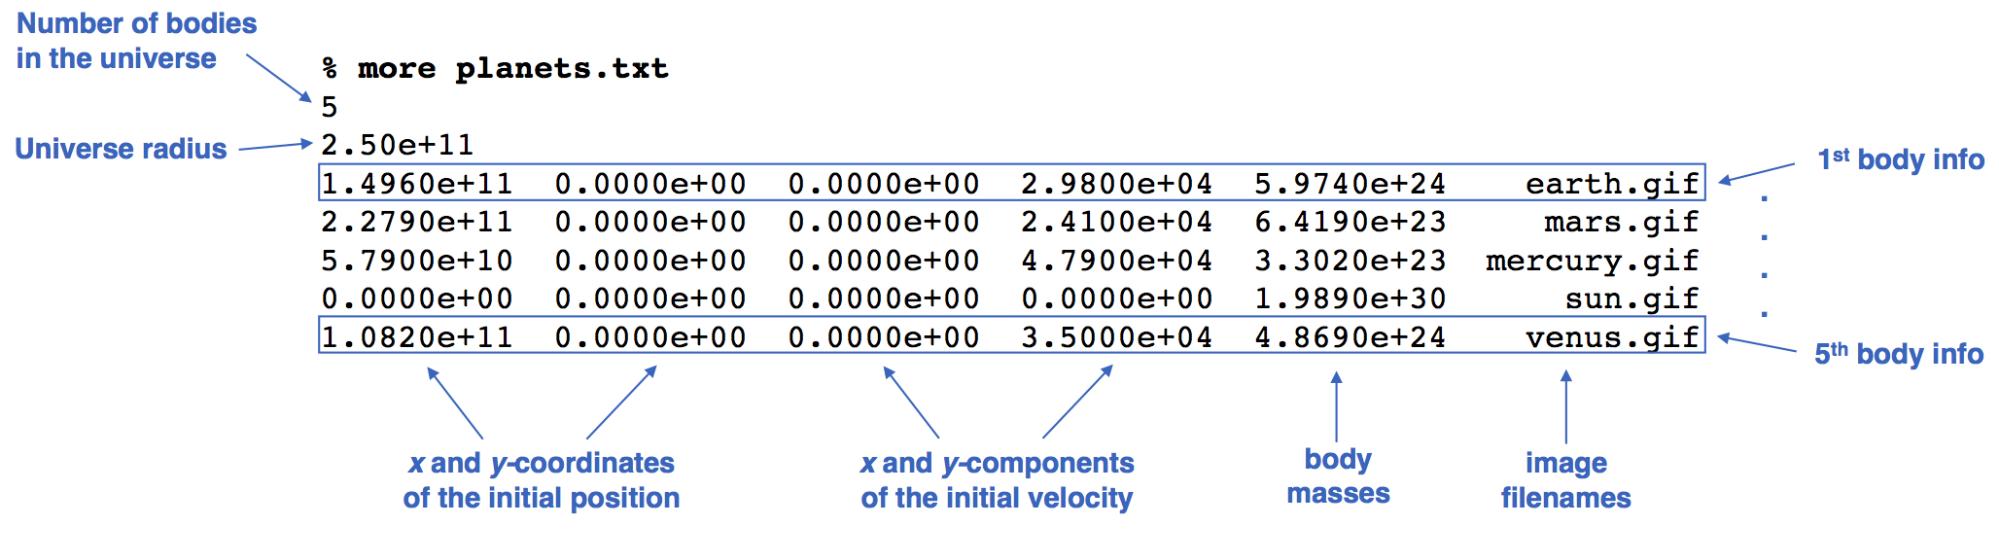 Number of bodies
in the universe
% more planets.txt
5
Universe radius
2.50e+11
1st body info
1.4960e+11 0.0000e+00 0.0000e+00 2.9800e+04 5.9740e+24 earth.gif
2.2790e+11 0.0000e+00 0.0000e+00 2.4100e+04 6.4190e+23 mars.gif
5.7900e+10 0.0000e+00 0.0000e+00 4.7900e+04 3.3020e+23 mercury.gif
0.0000e+00 0.0000e+00 0.0000e+00 0.0000e+00 1.9890e+30 sun.gif
1.0820e+11 0.0000e+00 0.0000e+00 3.5000e+04 4.8690e+24 venus.gif
5th body info
x and y-coordinates
of the initial position
x and y-components
of the initial velocity
body
masses
image
filenames